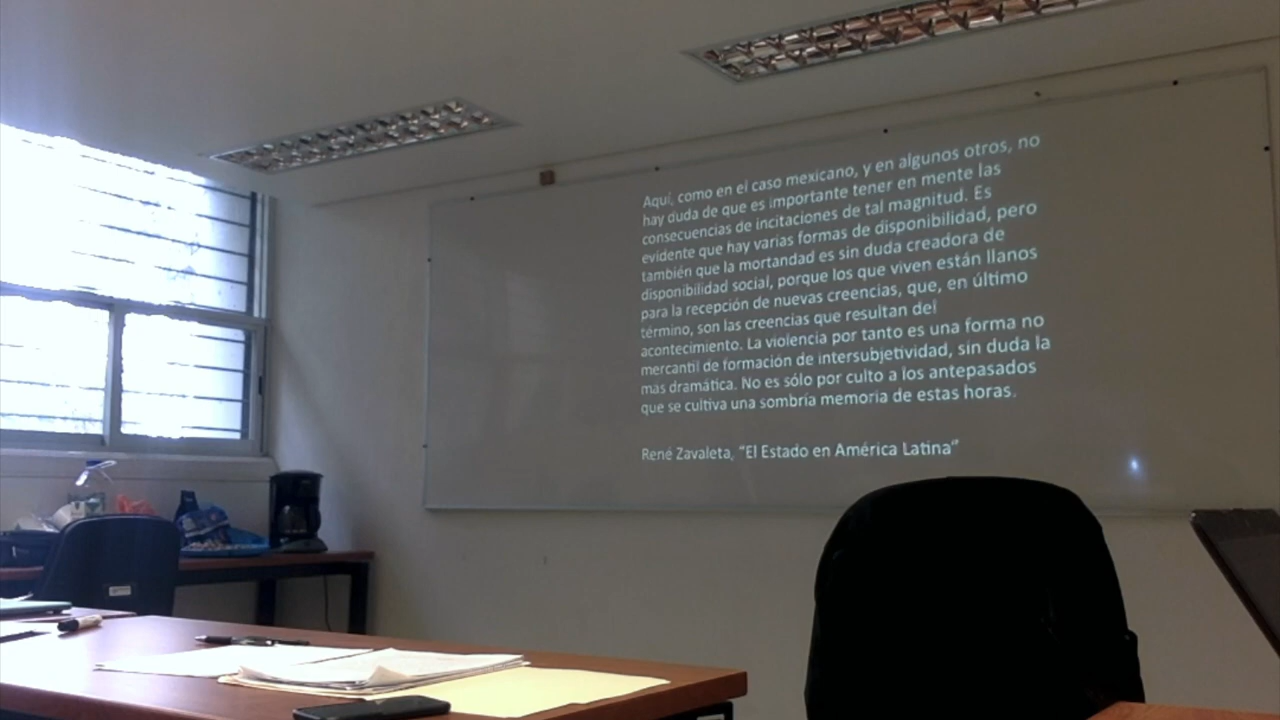 Aquí, como en el caso mexicano, y en algunos otros, no
hay duda de que es importante tener en mente las
consecuencias de incitaciones de tal magnitud. Es
evidente que hay varias formas de disponibilidad, pero
también que la mortandad es sin duda creadora de
disponibilidad social, porque los que viven están llanos
para la recepción de nuevas creencias, que, en último
término, son las creencias que resultan del
acontecimiento. La violencia por tanto es una forma no
mercantil de formación de intersubjetividad, sin duda la
mas dramática. No es sólo por culto a los antepasados
que se cultiva una sombría memoria de estas horas.
René Zavaleta, "El Estado en América Latina"